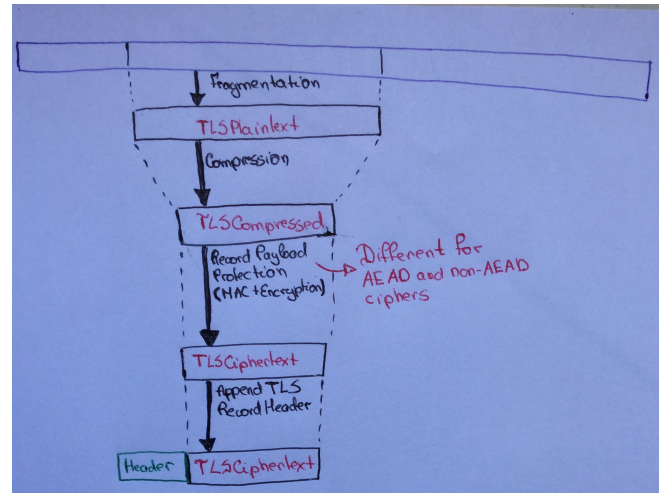 Fragmentation
TLSPlaintext
Compression
TLSCompressed
Record Payload
Protection
(MAC+Encryption)
Different for
AEAD and non-AEAD
ciphers
TLSCiphertext
Append TLS
Record Header
Header
TLSCiphertext